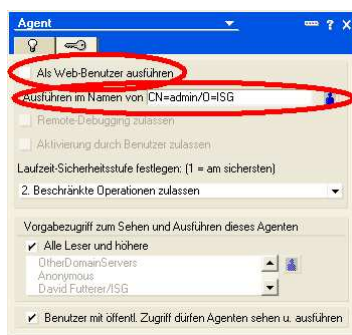 Agent
? X
Als Web-Benutzer ausführen
Ausführen im Namen von CN=admin/O=ISG
Remote-Debugging zulassen
Aktivierung durch Benutzer zulassen
Laufzeit-Sicherheitsstufe festlegen: (1 = am sichersten)
2. Beschränkte Operationen zulassen
Vorgabezugriff zum Sehen und Ausführen dieses Agenten
Alle Leser und höhere
OtherDomainServers
Anonymous
David Futterer/ISG
Benutzer mit öffentl. Zugriff dürfen Agenten sehen u. ausführen